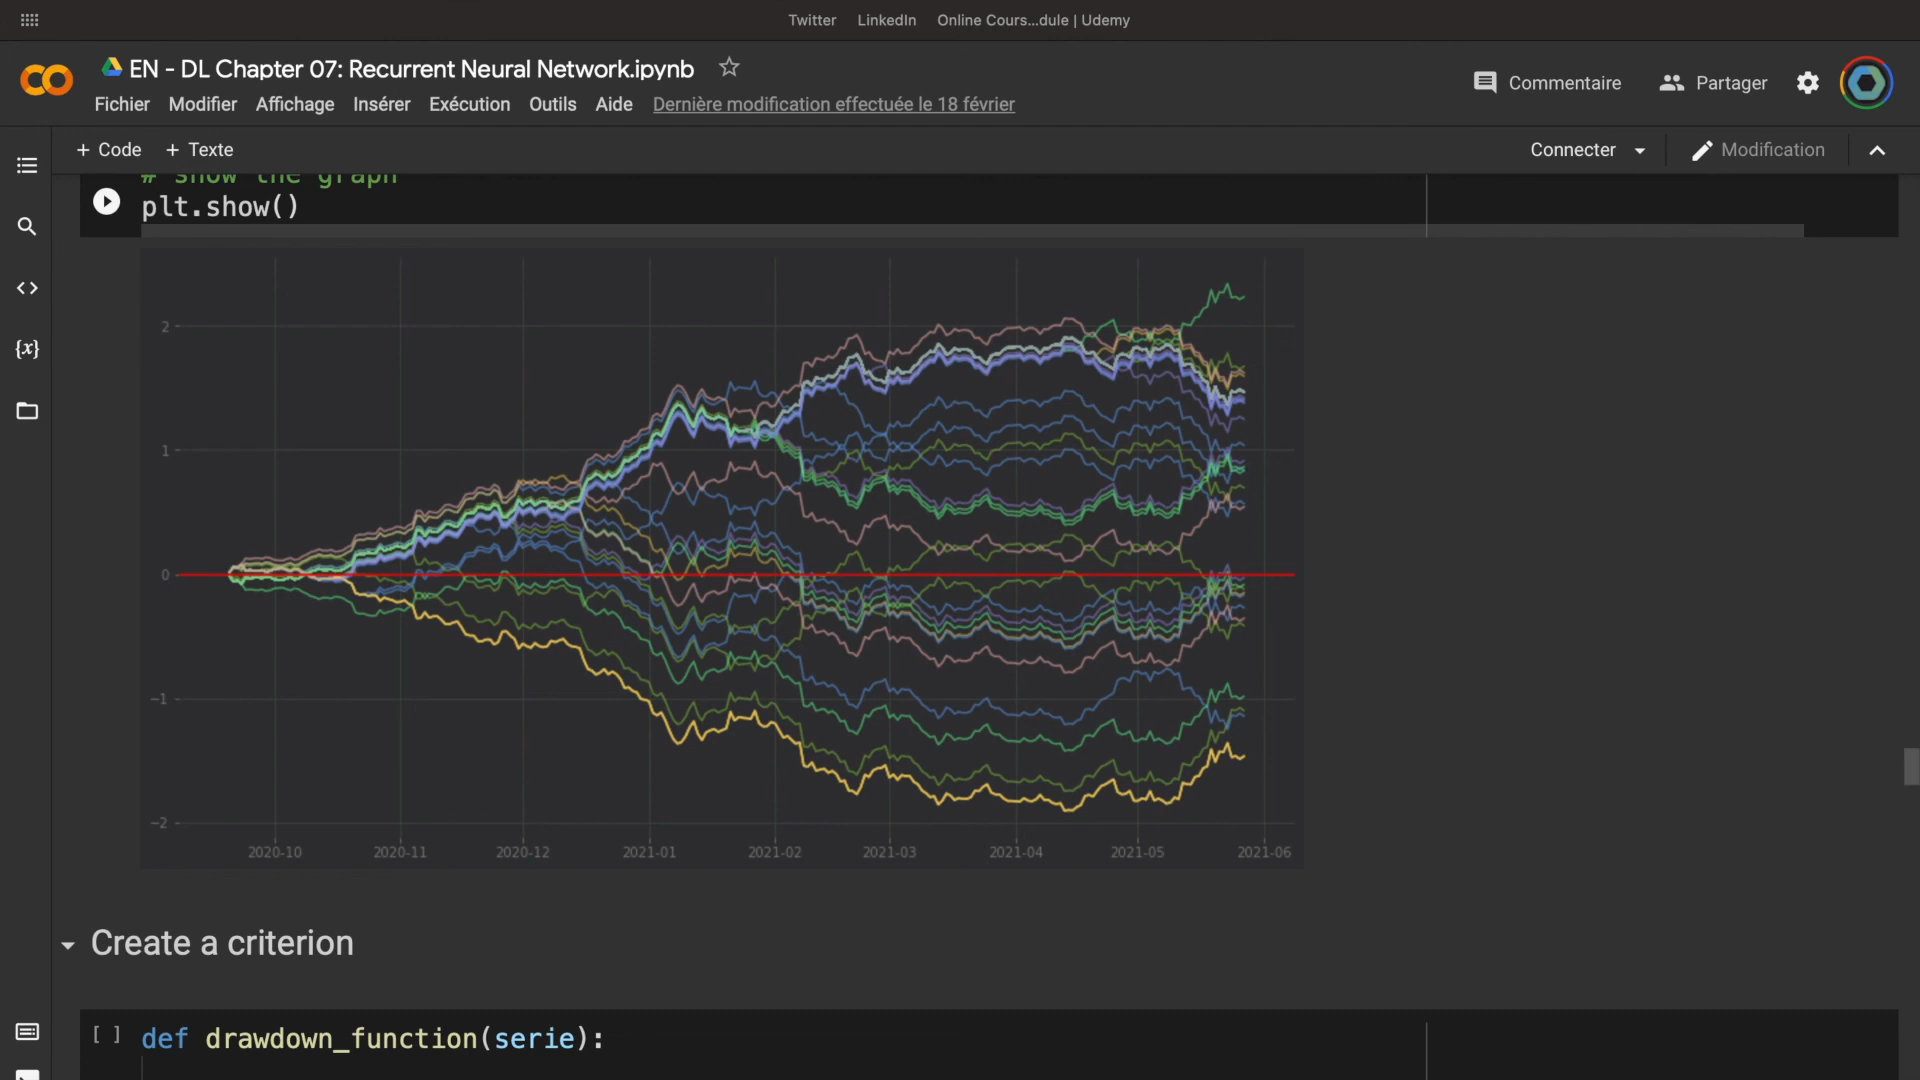 Twitter LinkedIn Online Cours...dule | Udemy
EN - DL Chapter 07: Recurrent Neural Network.ipynb
Commentaire Partager
Fichier Modifier Affichage Insérer Exécution Outils Aide Dernière modification effectuée le 18 février
+ Code + Texte Connecter Modification
# show the graph
plt.show()
{x}
2
1
0
−1
−2
2020-10 2020-11 2020-12 2021-01 2021-02 2021-03 2021-04 2021-05 2021-06
Create a criterion
[ ] def drawdown_function(serie):